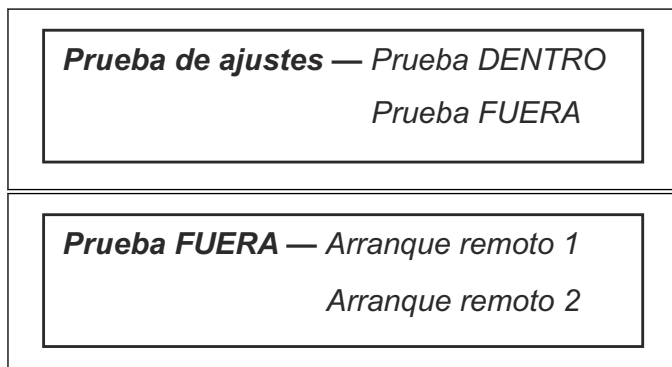 Prueba de ajustes — Prueba DENTRO
Prueba FUERA
Prueba FUERA — Arranque remoto 1
Arranque remoto 2